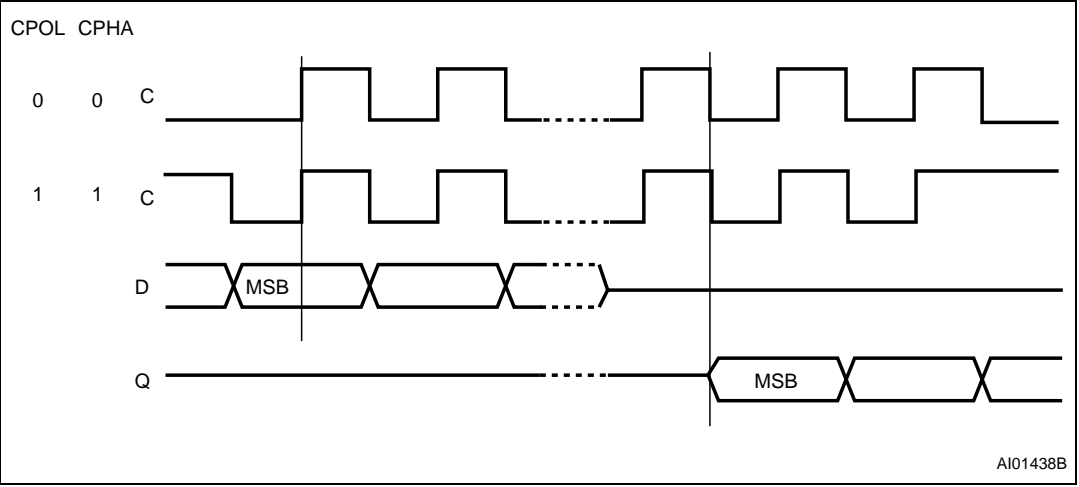 CPOL CPHA
0 0 C
1 1 C
D MSB
Q MSB
AI01438B